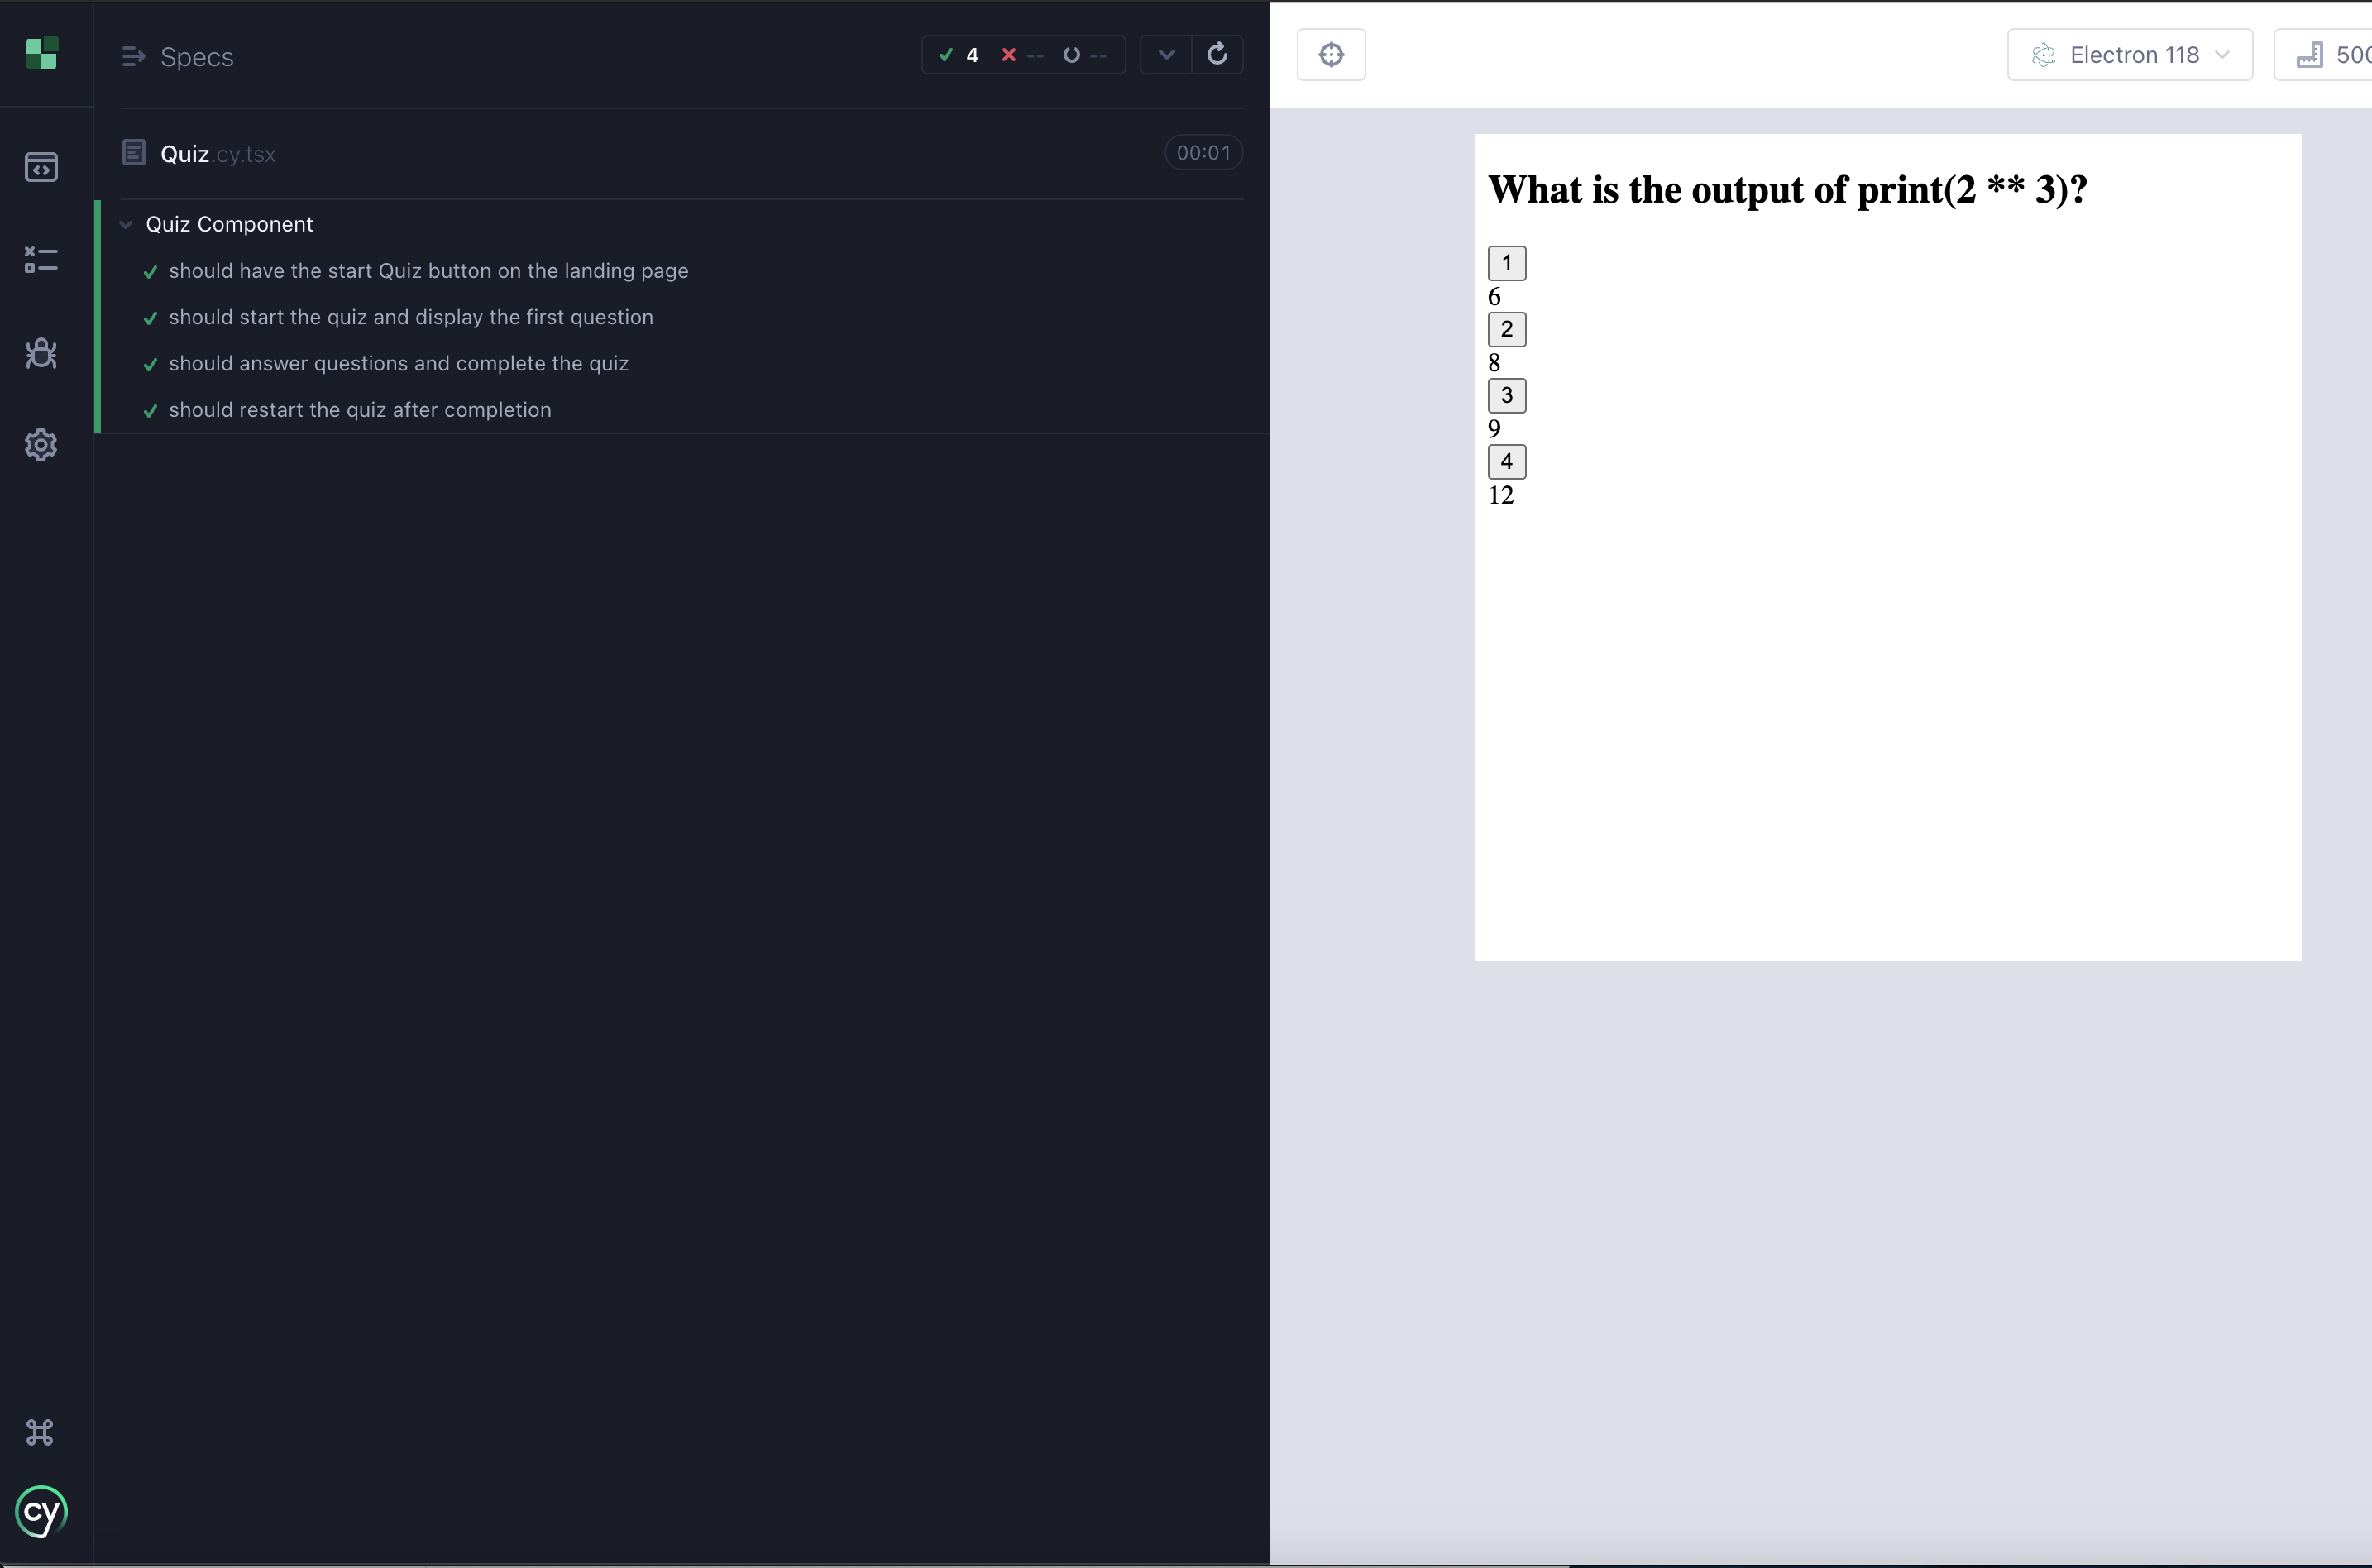 Specs
4 -- --
Quiz.cy.tsx
00:01
Quiz Component
should have the start Quiz button on the landing page
should start the quiz and display the first question
should answer questions and complete the quiz
should restart the quiz after completion
cy
Electron 118
What is the output of print(2 ** 3)?
1
6
2
8
3
9
4
12